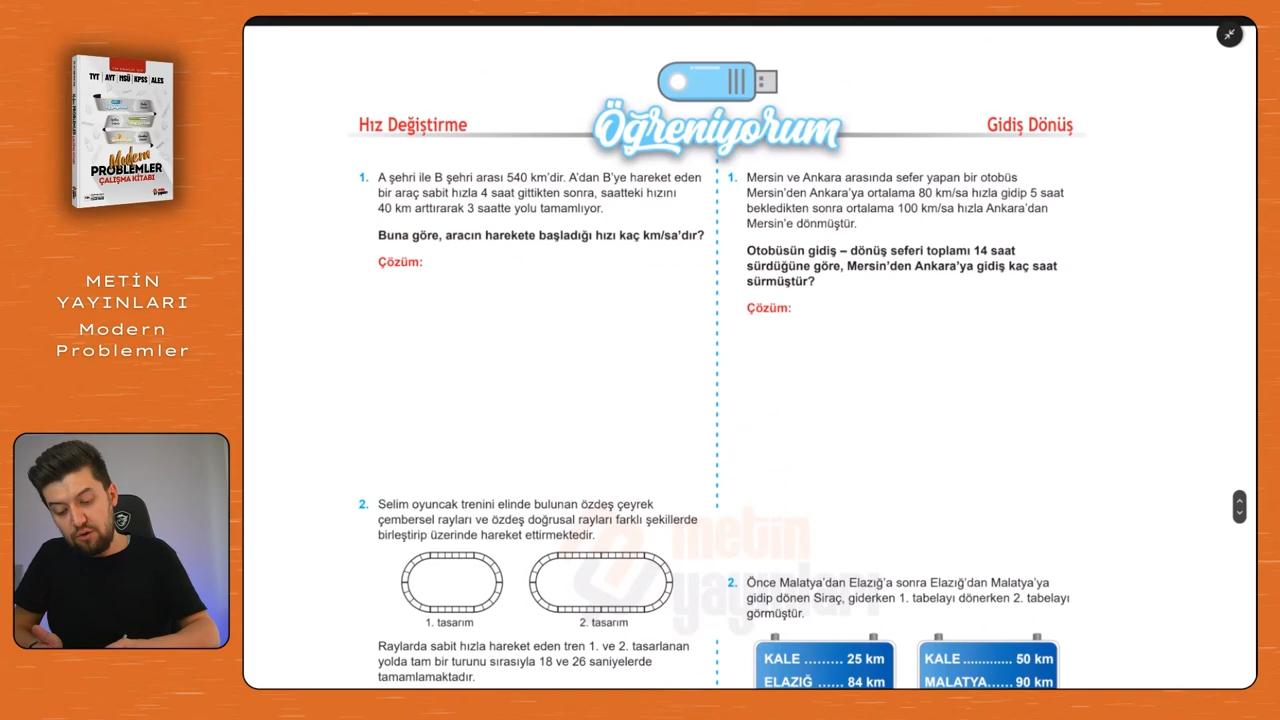 TYT AYT MSÜ KPSS ALES
Modern
PROBLEMLER
ÇALIŞMA KİTABI
METİN
YAYINLARI
Modern
Problemler
Öğreniyorum
Hız Değiştirme
1. A şehri ile B şehri arası 540 km'dir. A'dan B'ye hareket eden
bir araç sabit hızla 4 saat gittikten sonra, saatteki hızını
40 km arttırarak 3 saatte yolu tamamlıyor.
Buna göre, aracın harekete başladığı hızı kaç km/sa'dır?
Çözüm:
2. Selim oyuncak trenini elinde bulunan özdeş çeyrek
çembersel rayları ve özdeş doğrusal rayları farklı şekillerde
birleştirip üzerinde hareket ettirmektedir.
1. tasarım
2. tasarım
Raylarda sabit hızla hareket eden tren 1. ve 2. tasarlanan
yolda tam bir turunu sırasıyla 18 ve 26 saniyelerde
tamamlamaktadır.
Gidiş Dönüş
1. Mersin ve Ankara arasında sefer yapan bir otobüs
Mersin'den Ankara'ya ortalama 80 km/sa hızla gidip 5 saat
bekledikten sonra ortalama 100 km/sa hızla Ankara'dan
Mersin'e dönmüştür.
Otobüsün gidiş – dönüş seferi toplamı 14 saat
sürdüğüne göre, Mersin'den Ankara'ya gidiş kaç saat
sürmüştür?
Çözüm:
2. Önce Malatya'dan Elazığ'a sonra Elazığ'dan Malatya'ya
gidip dönen Siraç, giderken 1. tabelayı dönerken 2. tabelayı
görmüştür.
KALE ......... 25 km
ELAZIĞ ...... 84 km
KALE ............. 50 km
MALATYA...... 90 km
metin
yayınları